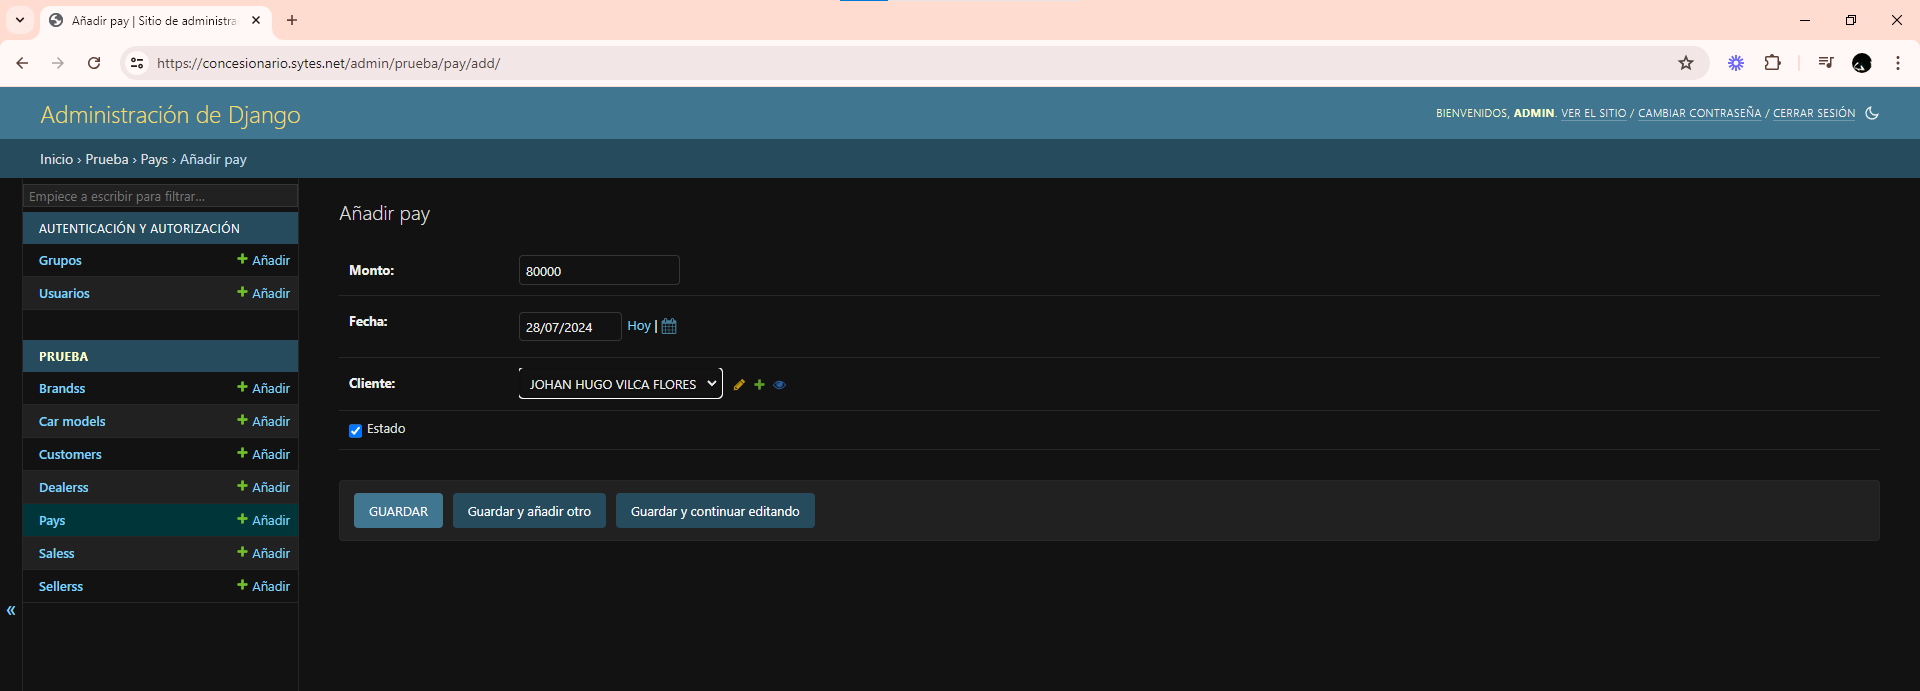 Añadir pay | Sitio de administra
https://concesionario.sytes.net/admin/prueba/pay/add/
Administración de Django
BIENVENIDOS, ADMIN. VER EL SITIO / CAMBIAR CONTRASEÑA / CERRAR SESIÓN
Inicio › Prueba › Pays › Añadir pay
Empiece a escribir para filtrar...
AUTENTICACIÓN Y AUTORIZACIÓN
Grupos + Añadir
Usuarios + Añadir
PRUEBA
Brandss + Añadir
Car models + Añadir
Customers + Añadir
Dealerss + Añadir
Pays + Añadir
Saless + Añadir
Sellerss + Añadir
«
Añadir pay
Monto: 80000
Fecha: 28/07/2024 Hoy |
Cliente: JOHAN HUGO VILCA FLORES
Estado
GUARDAR Guardar y añadir otro Guardar y continuar editando